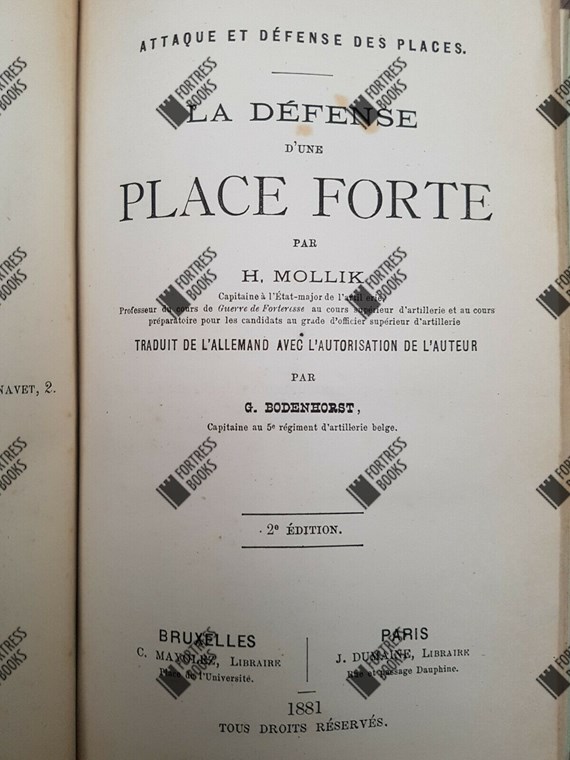 ATTAQUE ET DÉFENSE DES PLACES.
LA DÉFENSE
D'UNE
PLACE FORTE
PAR
H. MOLLIK
Capitaine à l'État-major de l'artillerie,
Professeur du cours de Guerre de Forteresse au cours supérieur d'artillerie et au cours
préparatoire pour les candidats au grade d'officier supérieur d'artillerie
TRADUIT DE L'ALLEMAND AVEC L'AUTORISATION DE L'AUTEUR
PAR
G. BODENHORST,
Capitaine au 5e régiment d'artillerie belge.
2e ÉDITION.
BRUXELLES
C. MAYOLEZ, LIBRAIRE
Place de l'Université.
PARIS
J. DUMAINE, LIBRAIRE
Rue et passage Dauphine.
1881
TOUS DROITS RÉSERVÉS.
NAVET, 2.
FORTRESS
BOOKS